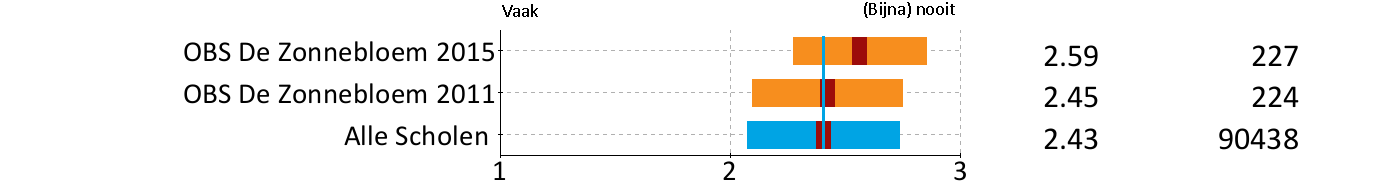 Vaak (Bijna) nooit
OBS De Zonnebloem 2015 2.59 227
OBS De Zonnebloem 2011 2.45 224
Alle Scholen 2.43 90438
1 2 3